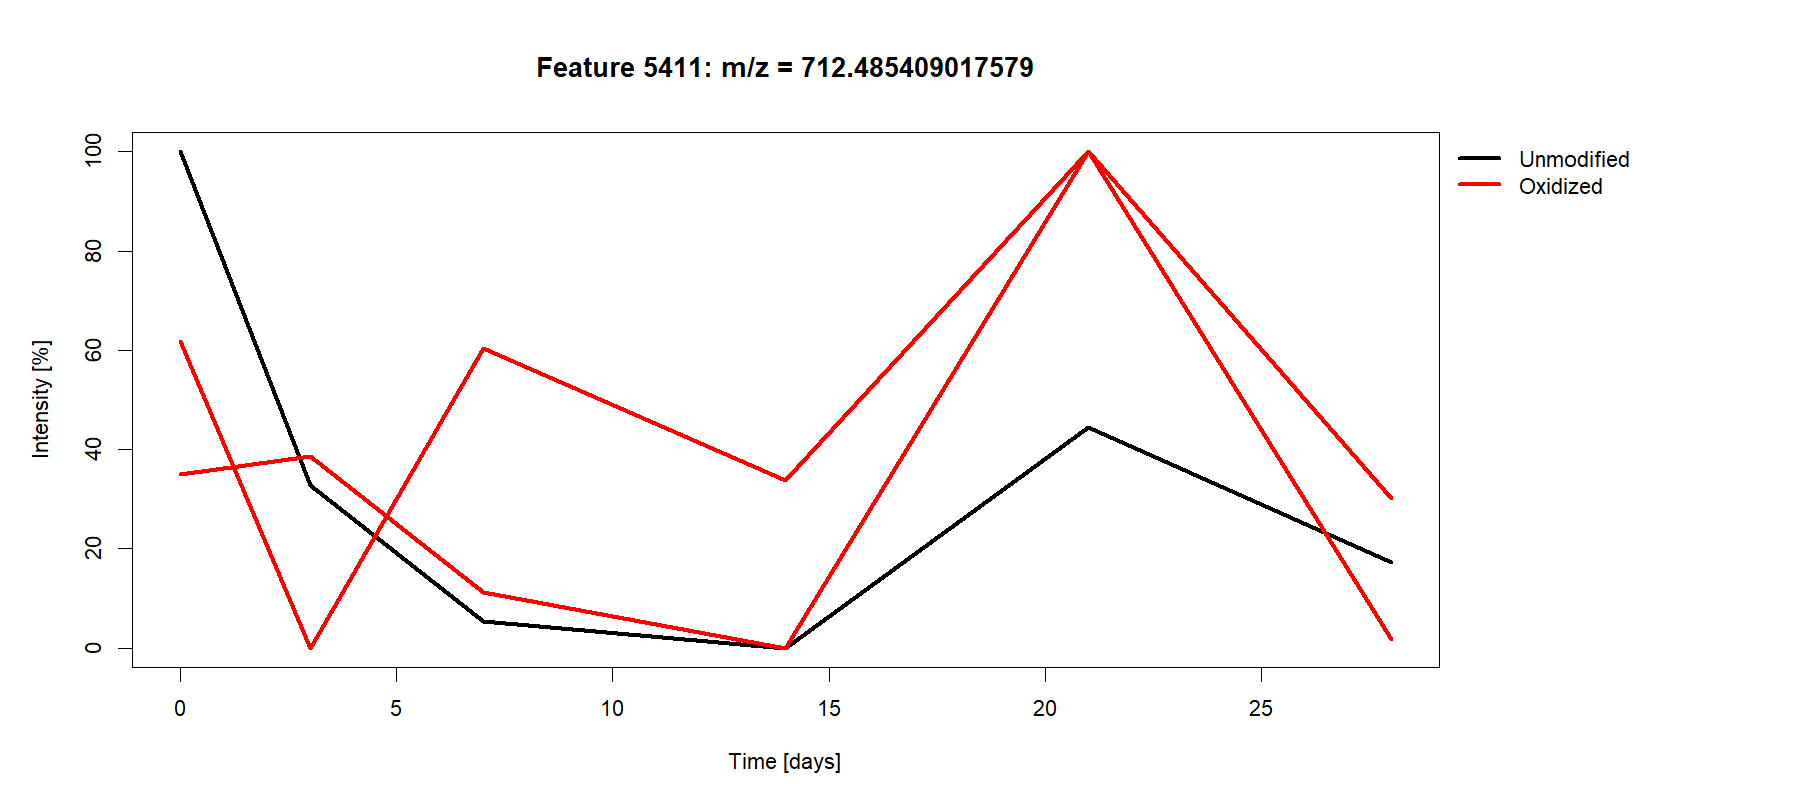 Feature 5411: m/z = 712.485409017579
Unmodified
Oxidized
Intensity [%]
100
80
60
40
20
0
0 5 10 15 20 25
Time [days]